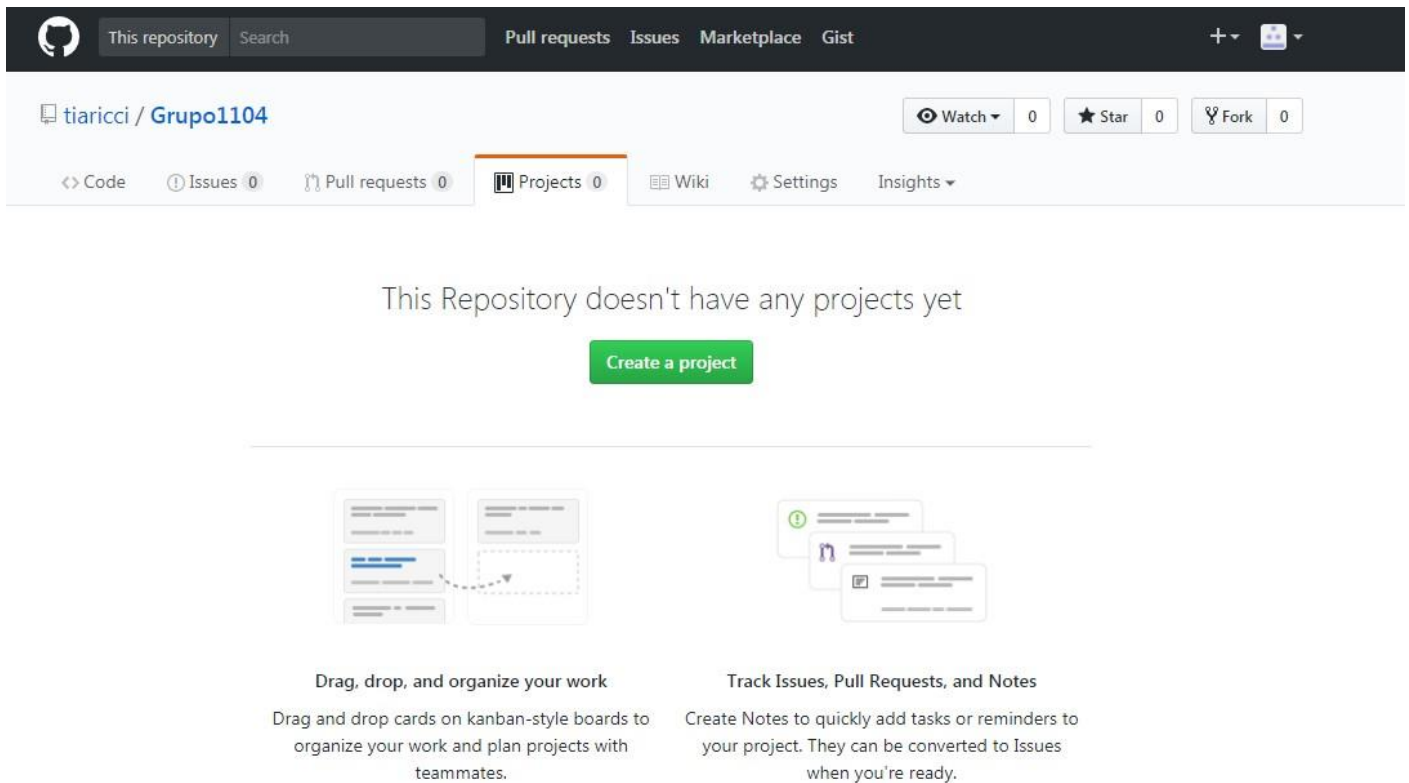 This repository Search Pull requests Issues Marketplace Gist
tiaricci / Grupo1104 Watch 0 Star 0 Fork 0
Code Issues 0 Pull requests 0 Projects 0 Wiki Settings Insights
This Repository doesn't have any projects yet
Create a project
Drag, drop, and organize your work
Drag and drop cards on kanban-style boards to
organize your work and plan projects with
teammates.
Track Issues, Pull Requests, and Notes
Create Notes to quickly add tasks or reminders to
your project. They can be converted to Issues
when you're ready.